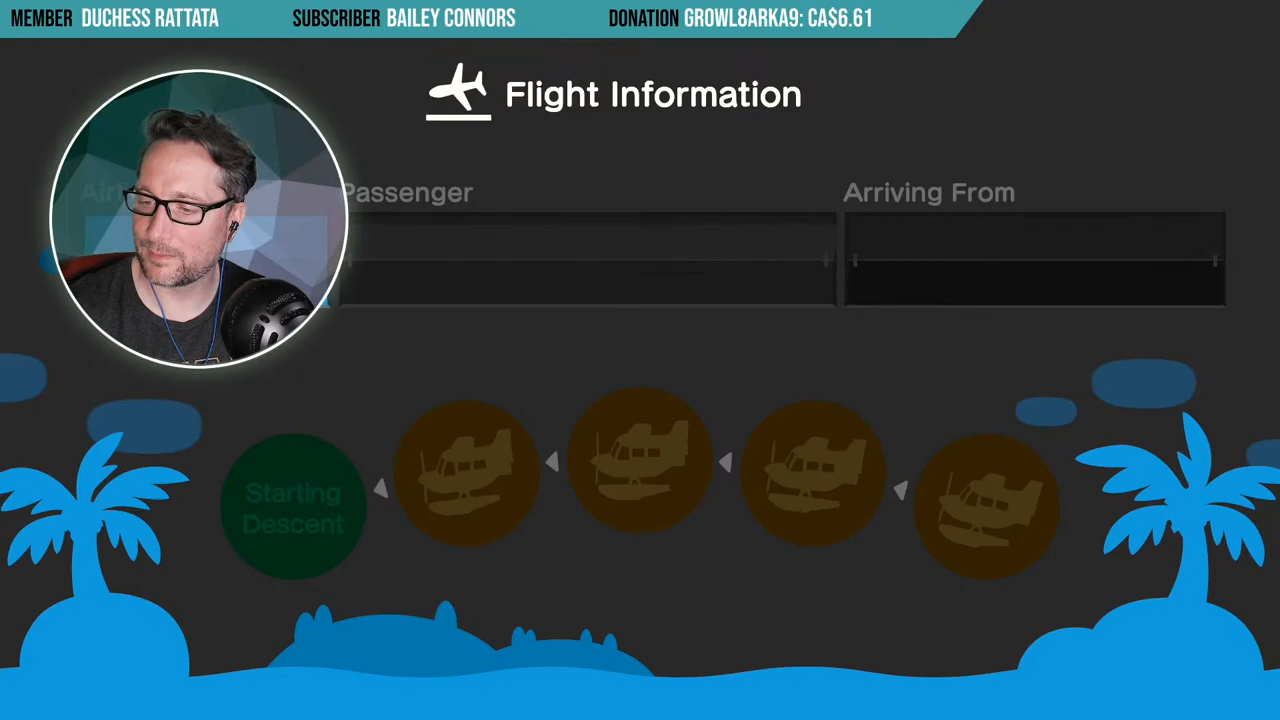 MEMBER DUCHESS RATTATA SUBSCRIBER BAILEY CONNORS DONATION GROWL8ARKA9: CA$6.61
Flight Information
Passenger Arriving From
Starting
Descent